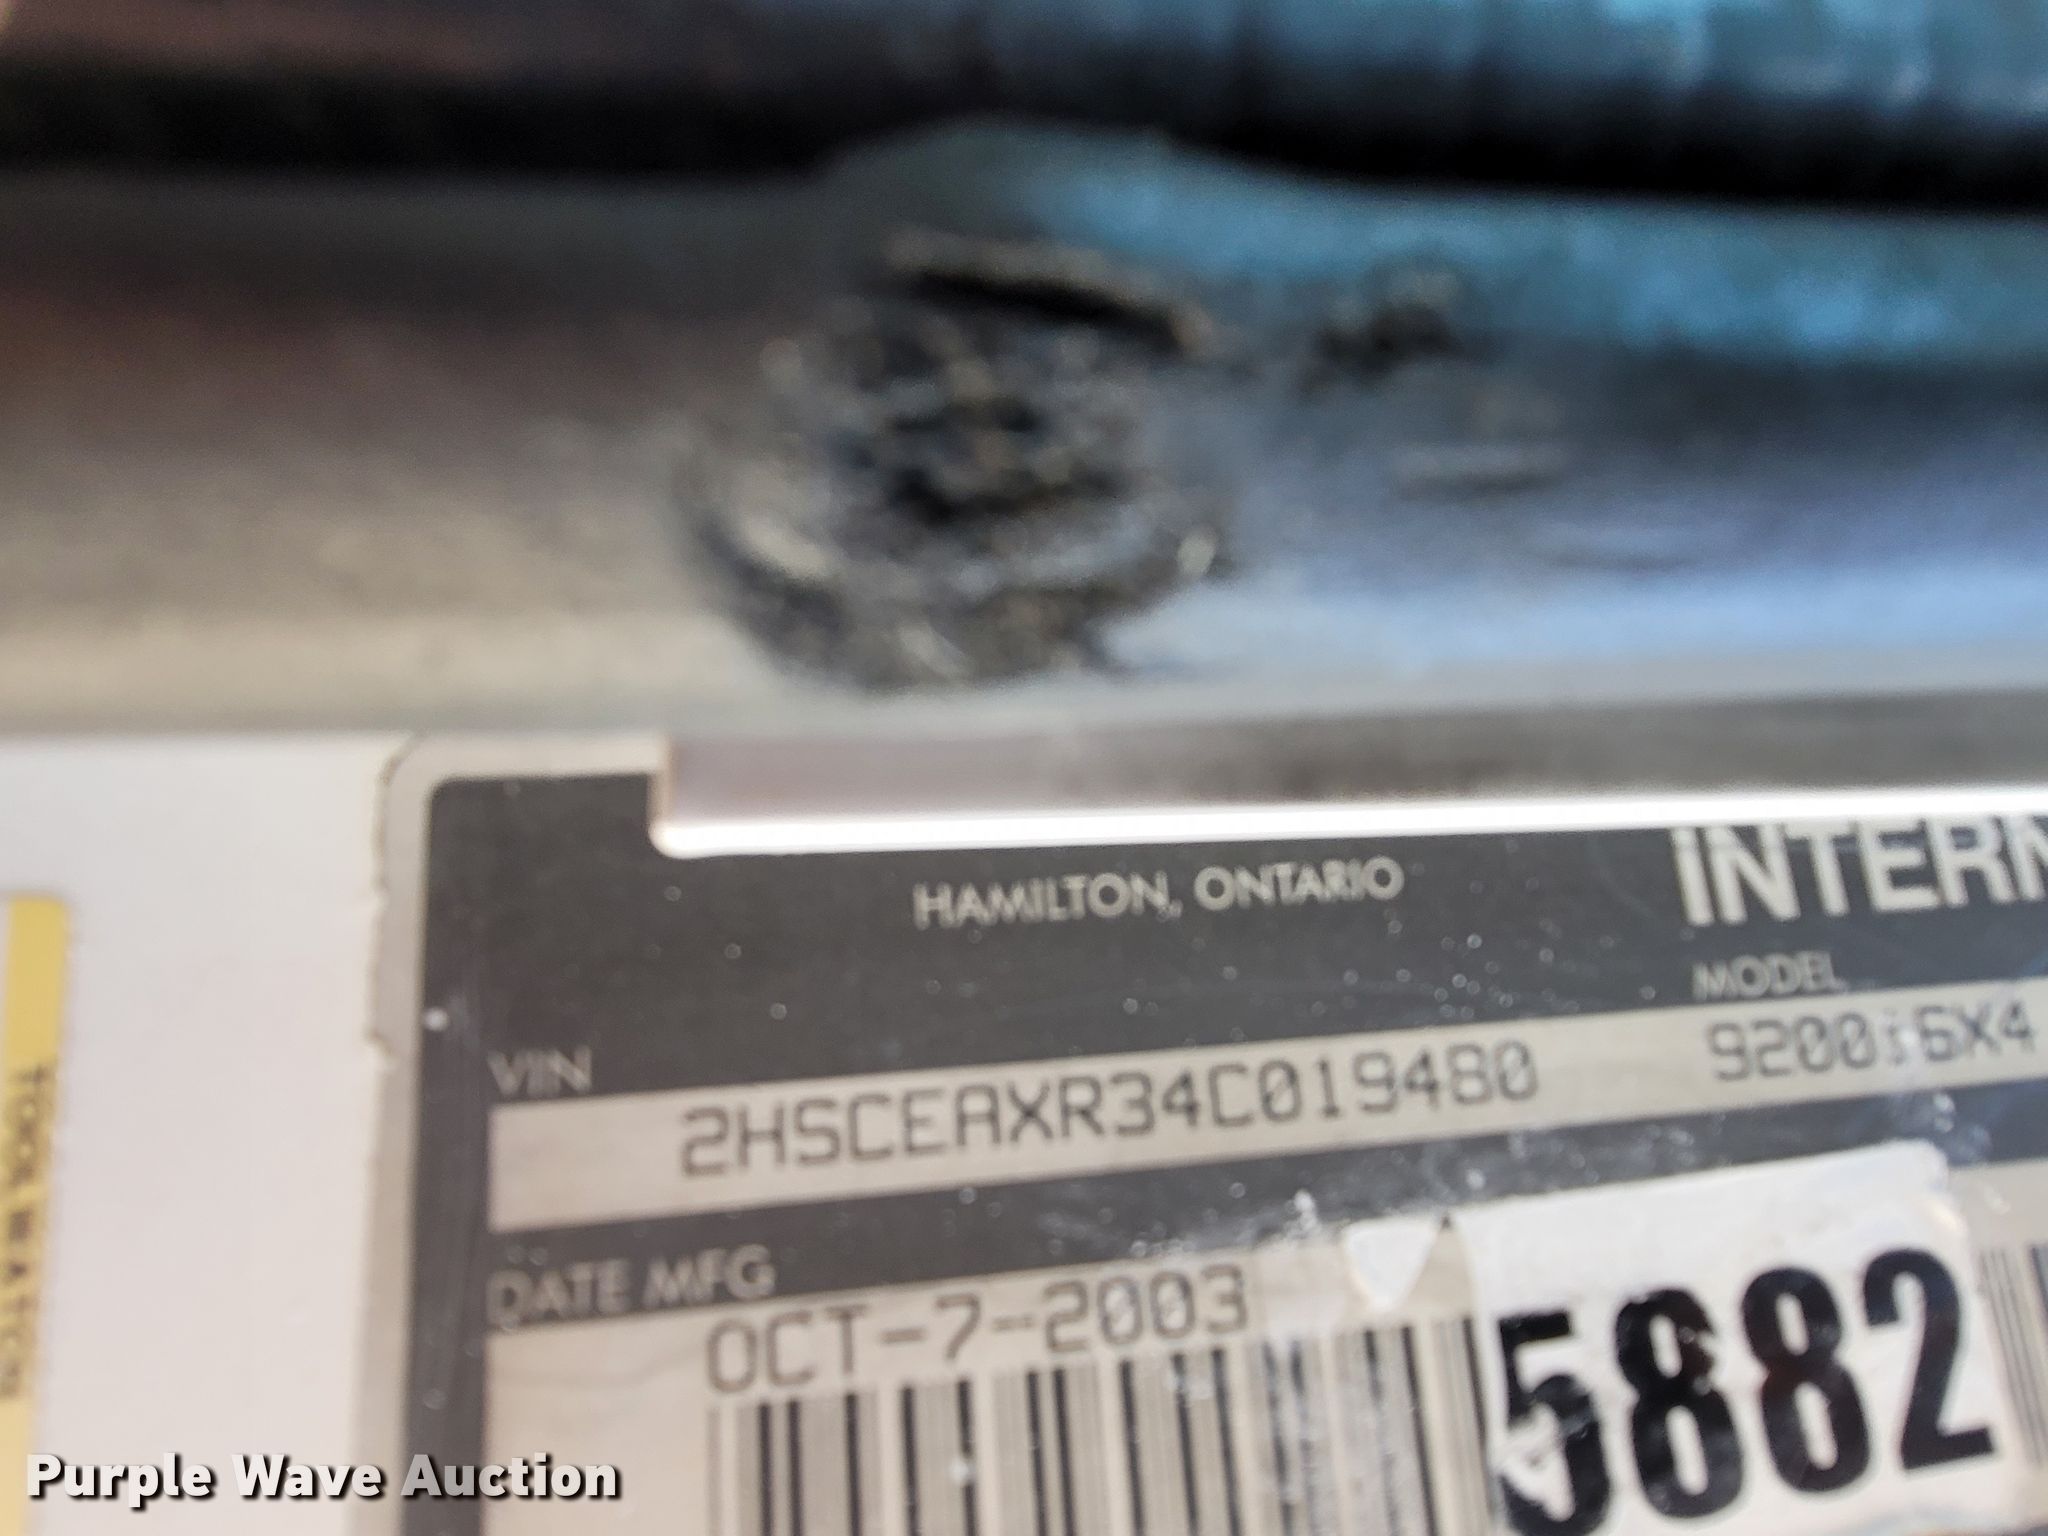 HAMILTON, ONTARIO
INTERN
MODEL
9200i6X4
VIN
2HSCEAXR34C019480
DATE MFG
OCT-7-2003
5882
Purple Wave Auction